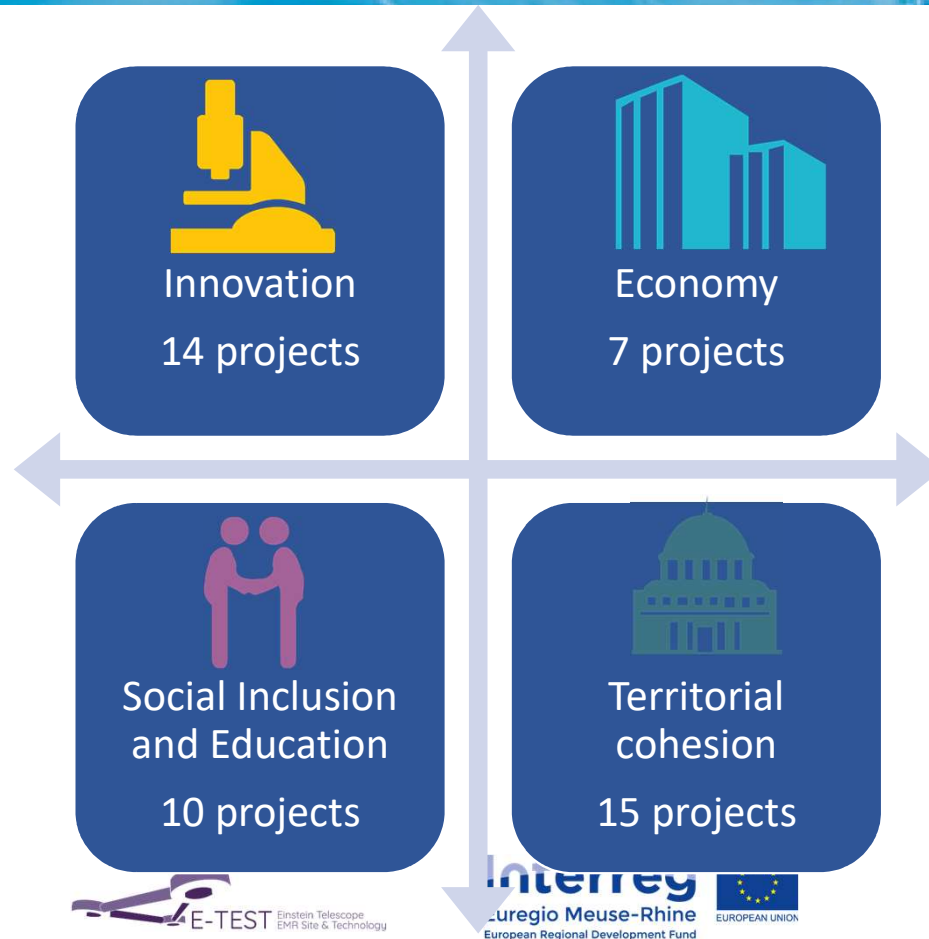 Innovation
14 projects
Economy
7 projects
Social Inclusion
and Education
10 projects
Territorial
cohesion
15 projects
E-TEST
Einstein Telescope
EMR Site & Technology
Interreg
Euregio Meuse-Rhine
European Regional Development Fund
EUROPEAN UNION